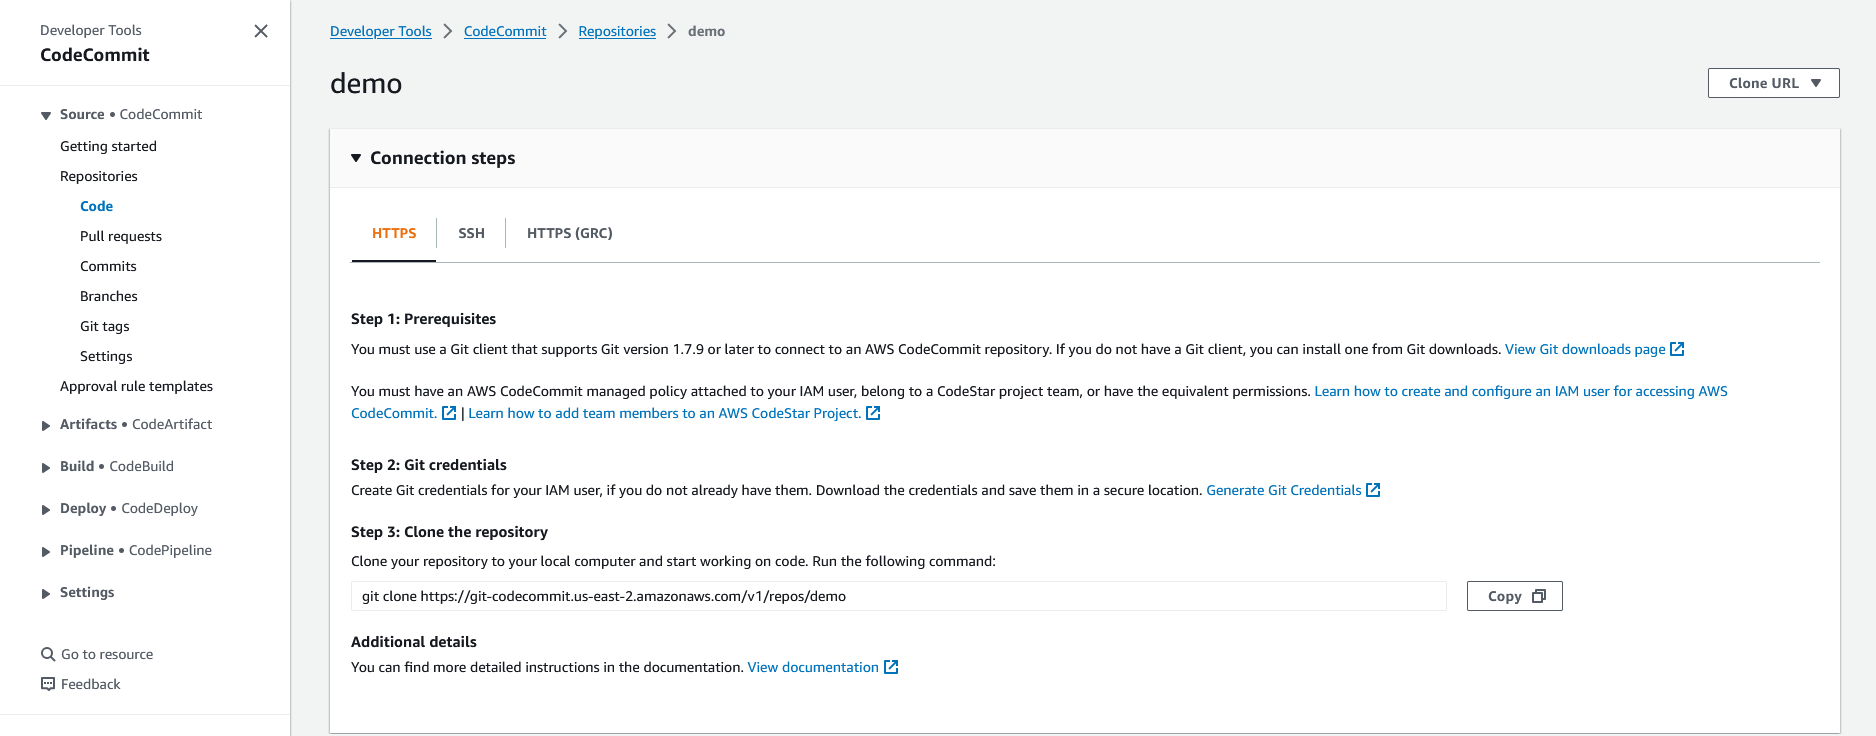 Developer Tools
CodeCommit
Source • CodeCommit
Getting started
Repositories
Code
Pull requests
Commits
Branches
Git tags
Settings
Approval rule templates
Artifacts • CodeArtifact
Build • CodeBuild
Deploy • CodeDeploy
Pipeline • CodePipeline
Settings
Go to resource
Feedback
Developer Tools > CodeCommit > Repositories > demo
demo
Clone URL
Connection steps
HTTPS
SSH
HTTPS (GRC)
Step 1: Prerequisites
You must use a Git client that supports Git version 1.7.9 or later to connect to an AWS CodeCommit repository. If you do not have a Git client, you can install one from Git downloads. View Git downloads page
You must have an AWS CodeCommit managed policy attached to your IAM user, belong to a CodeStar project team, or have the equivalent permissions. Learn how to create and configure an IAM user for accessing AWS
CodeCommit. | Learn how to add team members to an AWS CodeStar Project.
Step 2: Git credentials
Create Git credentials for your IAM user, if you do not already have them. Download the credentials and save them in a secure location. Generate Git Credentials
Step 3: Clone the repository
Clone your repository to your local computer and start working on code. Run the following command:
git clone https://git-codecommit.us-east-2.amazonaws.com/v1/repos/demo
Copy
Additional details
You can find more detailed instructions in the documentation. View documentation